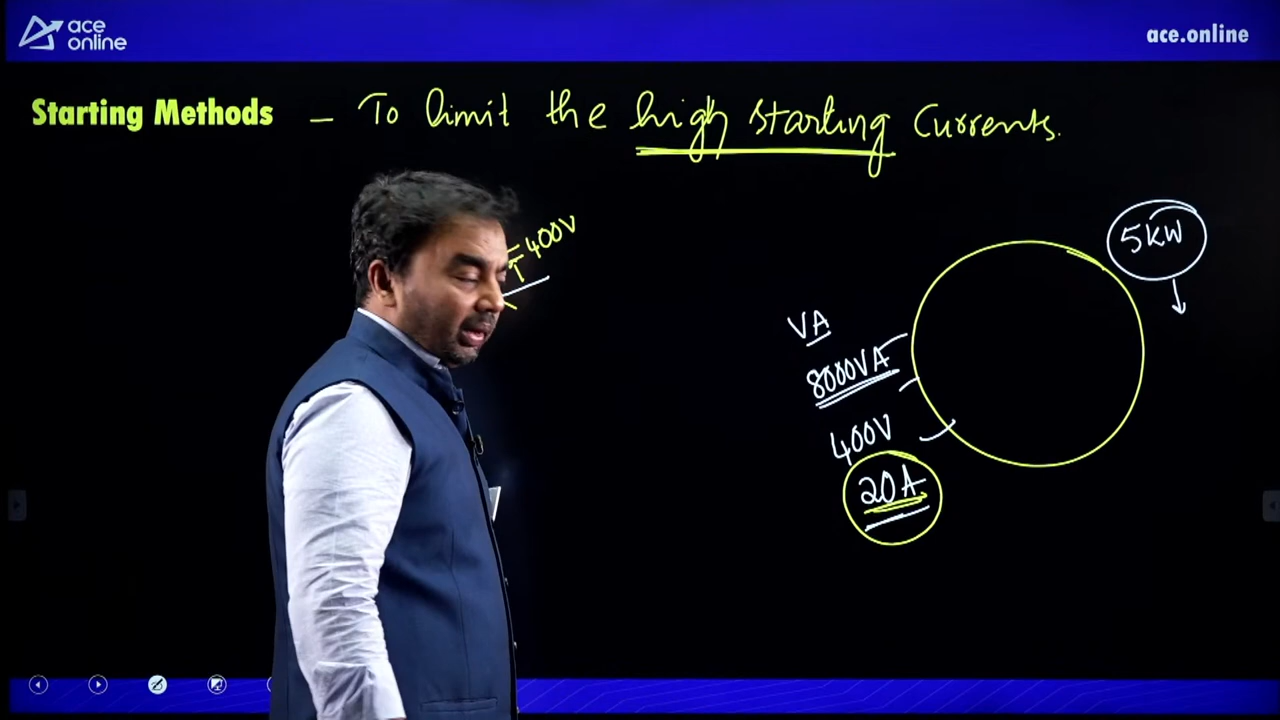 ace
online
ace.online
Starting Methods – To limit the high starting currents.
400V
5KW
VA
8000VA
400V
20A